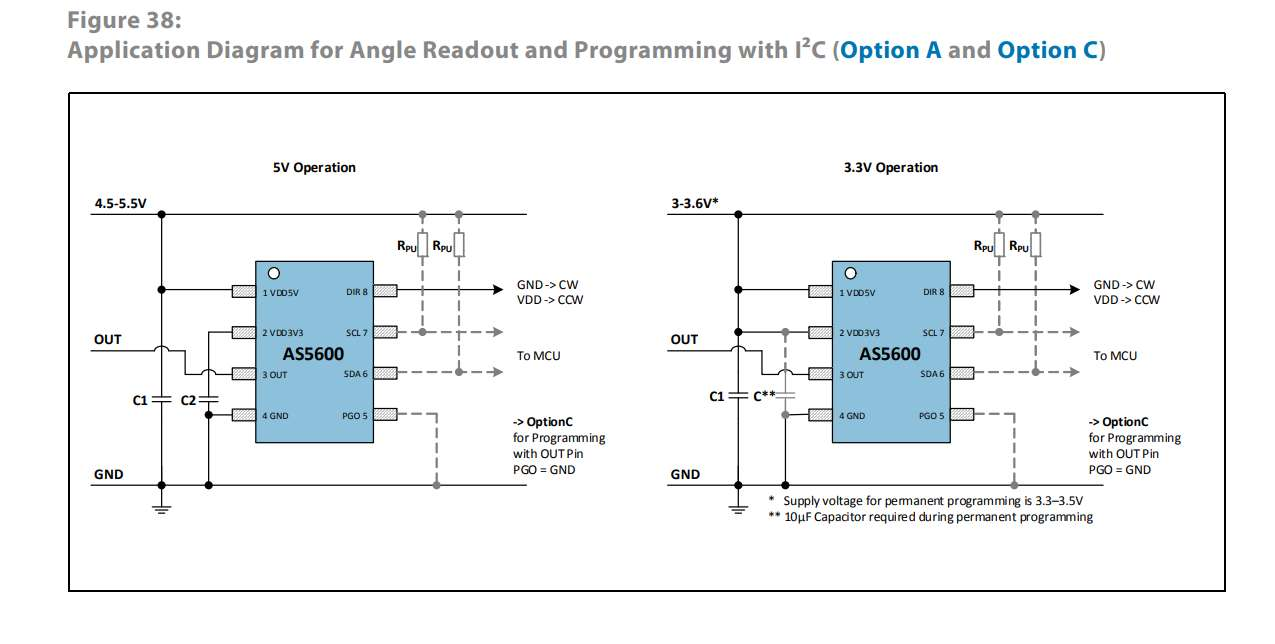 Figure 38:
Application Diagram for Angle Readout and Programming with I²C (Option A and Option C)
5V Operation
4.5-5.5V
RPU RPU
1 VDD5V
DIR 8
GND -> CW
VDD -> CCW
2 VDD3V3
SCL 7
OUT
AS5600
To MCU
3 OUT
SDA 6
C1
C2
4 GND
PGO 5
-> OptionC
for Programming
with OUT Pin
PGO = GND
GND
3.3V Operation
3-3.6V*
RPU RPU
1 VDD5V
DIR 8
GND -> CW
VDD -> CCW
2 VDD3V3
SCL 7
OUT
AS5600
To MCU
3 OUT
SDA 6
C1
C**
4 GND
PGO 5
-> OptionC
for Programming
with OUT Pin
PGO = GND
GND
* Supply voltage for permanent programming is 3.3–3.5V
** 10µF Capacitor required during permanent programming